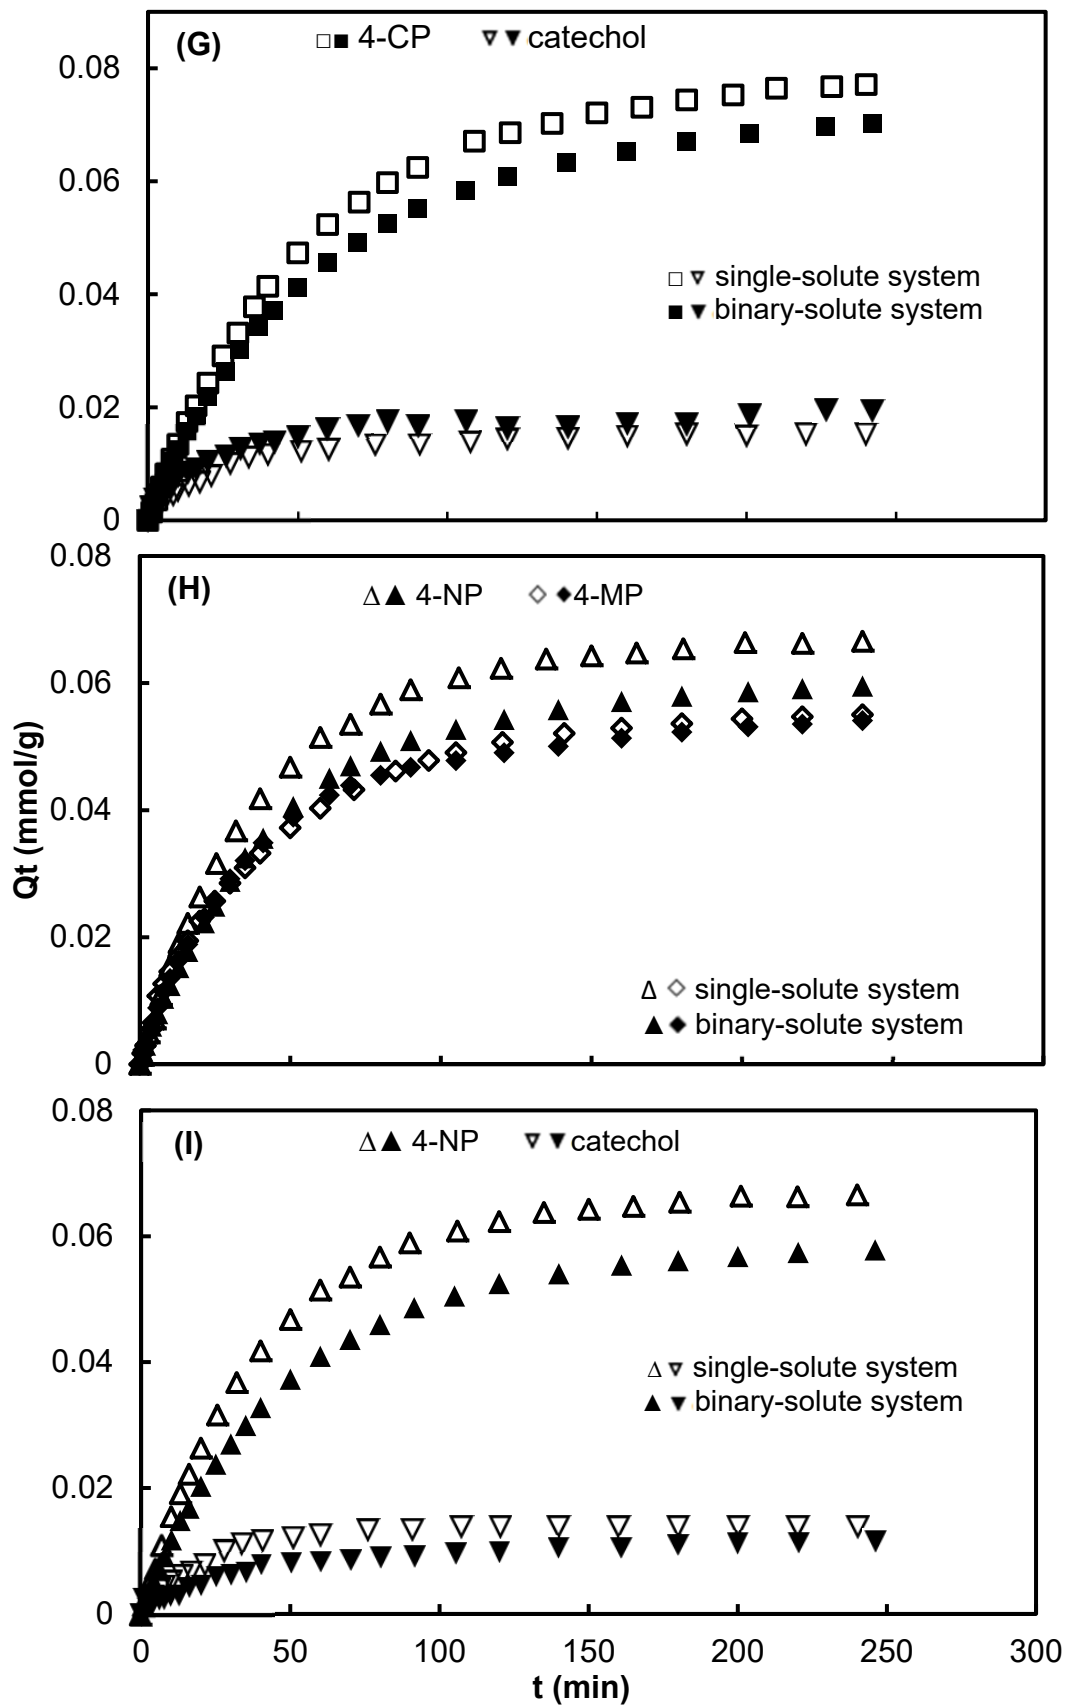 (G) 4-CP catechol
0.08
0.06
0.04
single-solute system
binary-solute system
0.02
0
0.08
(H) 4-NP 4-MP
0.06
Qt (mmol/g)
0.04
0.02
single-solute system
binary-solute system
0
0.08
(I) 4-NP catechol
0.06
0.04
single-solute system
binary-solute system
0.02
0
0 50 100 150 200 250 300
t (min)